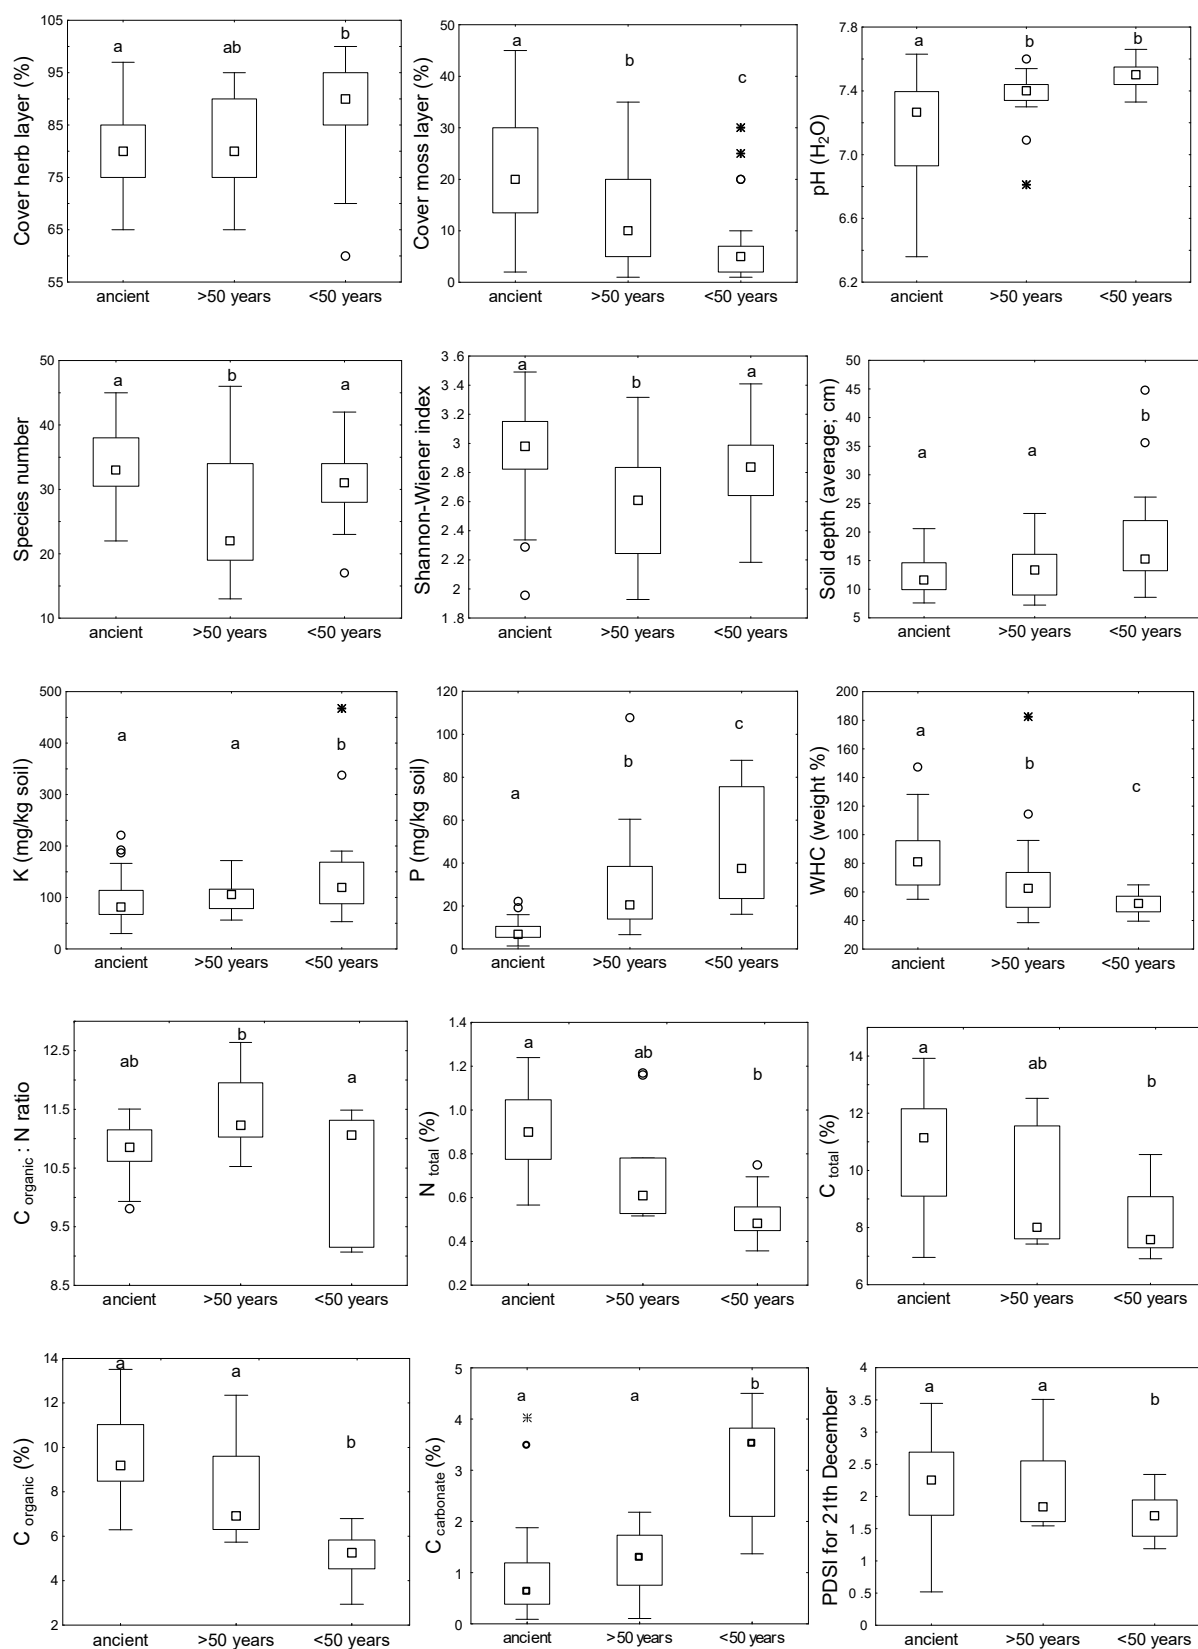 Cover herb layer (%)
105
95
85
75
65
55
a
ab
b
ancient
>50 years
<50 years
Cover moss layer (%)
50
40
30
20
10
0
a
b
c
ancient
>50 years
<50 years
pH (H₂O)
7.8
7.4
7.0
6.6
6.2
a
b
b
ancient
>50 years
<50 years
Species number
50
40
30
20
10
a
b
a
ancient
>50 years
<50 years
Shannon-Wiener index
3 .6
3 .4
3 .2
3 .
2 .8
2 .6
2 .4
2 .2
2 .
1 .8
a
b
a
ancient
>50 years
<50 years
Soil depth (average; cm)
50
45
40
35
30
25
20
15
10
5
a
a
b
ancient
>50 years
<50 years
K (mg/kg soil)
500
400
300
200
100
0
a
a
b
ancient
>50 years
<50 years
P (mg/kg soil)
120
100
80
60
40
20
0
a
b
c
ancient
>50 years
<50 years
WHC (weight %)
200
180
160
140
120
100
80
60
40
20
a
b
c
ancient
>50 years
<50 years
C organic : N ratio
12.5
11.5
10.5
9.5
8.5
ab
b
a
ancient
>50 years
<50 years
N total (%)
1.4
1.2
1.0
0.8
0.6
0.4
0.2
a
ab
b
ancient
>50 years
<50 years
C total (%)
14
12
10
8
6
a
ab
b
ancient
>50 years
<50 years
C organic (%)
14
12
10
8
6
4
2
a
a
b
ancient
>50 years
<50 years
C carbonate (%)
5
4
3
2
1
0
a
a
b
ancient
>50 years
<50 years
PDSI for 21th December
4
3 .5
3
2 .5
2
1 .5
1
0 .5
0
a
a
b
ancient
>50 years
<50 years